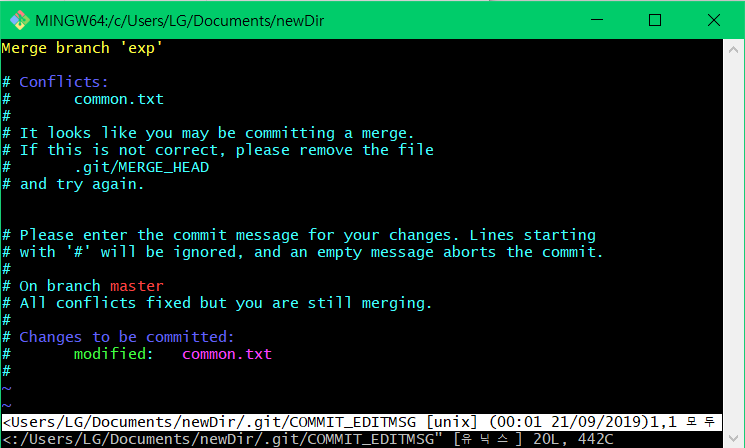 MINGW64:/c/Users/LG/Documents/newDir
Merge branch 'exp'
# Conflicts:
#       common.txt
#
# It looks like you may be committing a merge.
# If this is not correct, please remove the file
#       .git/MERGE_HEAD
# and try again.
# Please enter the commit message for your changes. Lines starting
# with '#' will be ignored, and an empty message aborts the commit.
#
# On branch master
# All conflicts fixed but you are still merging.
#
# Changes to be committed:
#       modified:   common.txt
#
~
~
<Users/LG/Documents/newDir/.git/COMMIT_EDITMSG [unix] (00:01 21/09/2019)1,1 모 두
<:/Users/LG/Documents/newDir/.git/COMMIT_EDITMSG" [유 닉 스 ] 20L, 442C